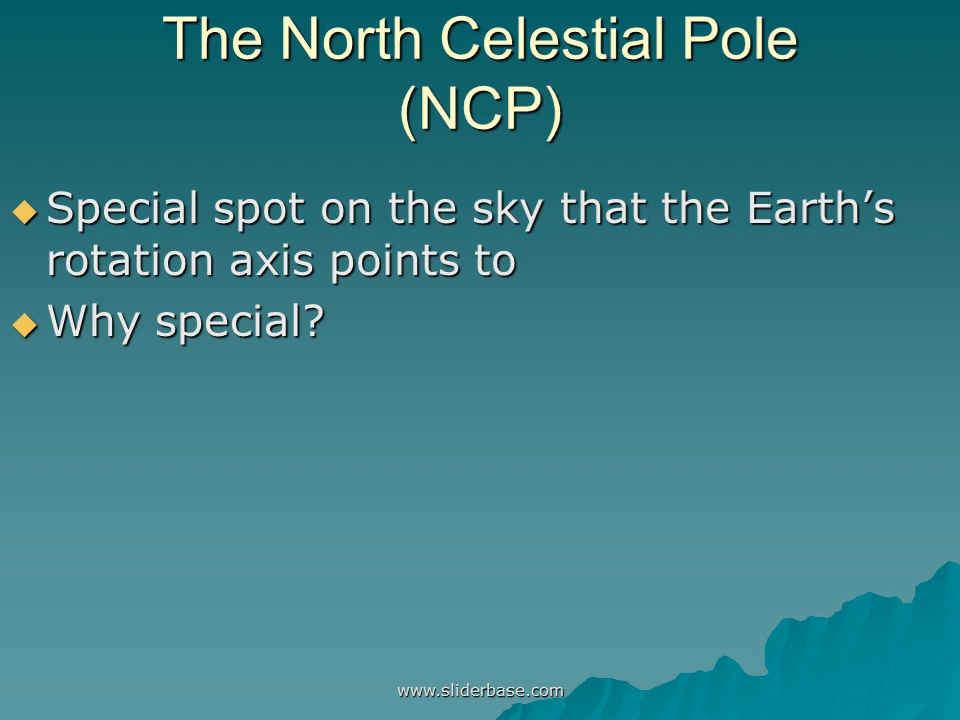 The North Celestial Pole
(NCP)
Special spot on the sky that the Earth’s
rotation axis points to
Why special?
www.sliderbase.com